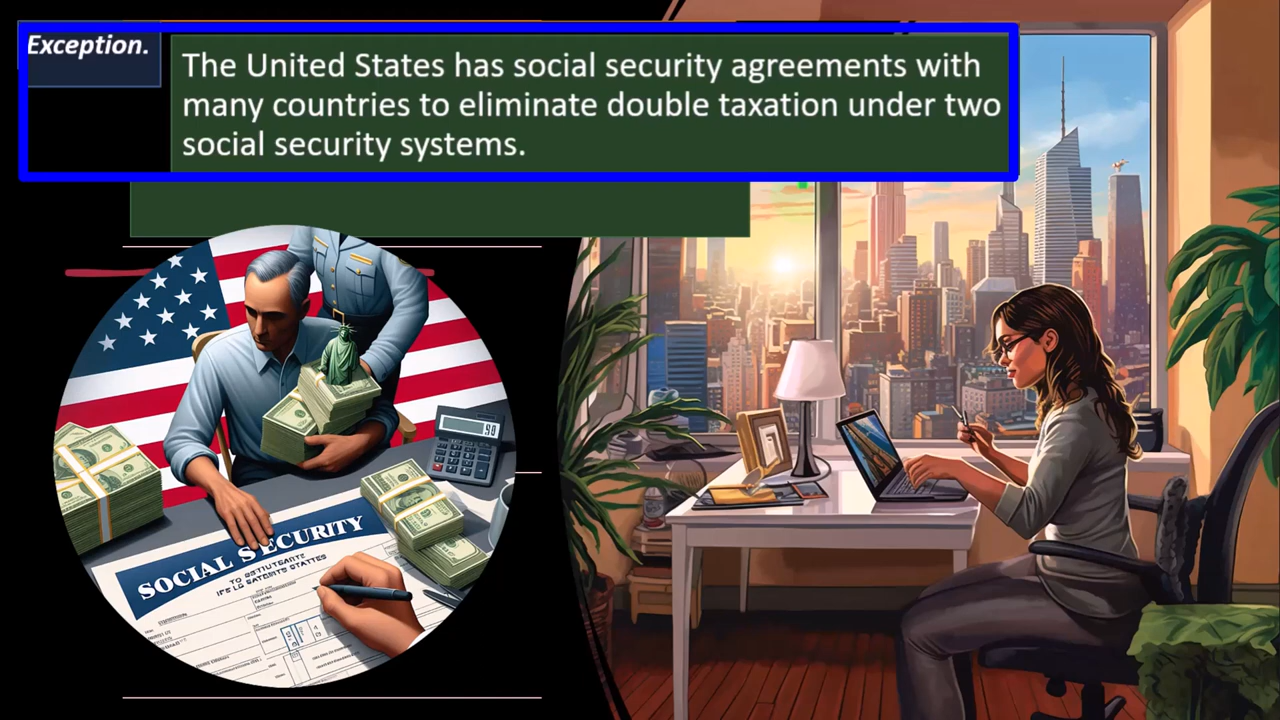 Exception.
The United States has social security agreements with
many countries to eliminate double taxation under two
social security systems.
98
SOCIAL SECURITY